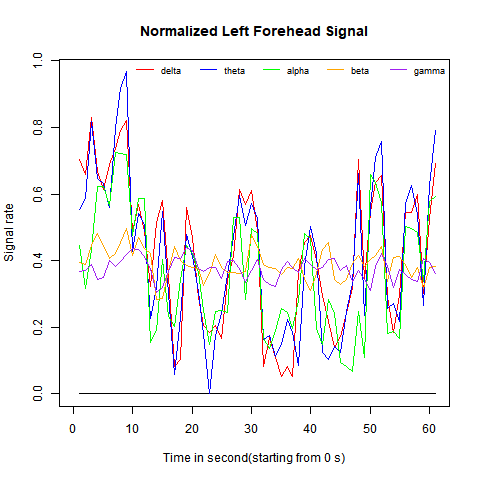 Normalized Left Forehead Signal
delta theta alpha beta gamma
Signal rate
0.0 0.2 0.4 0.6 0.8 1.0
0 10 20 30 40 50 60
Time in second(starting from 0 s)